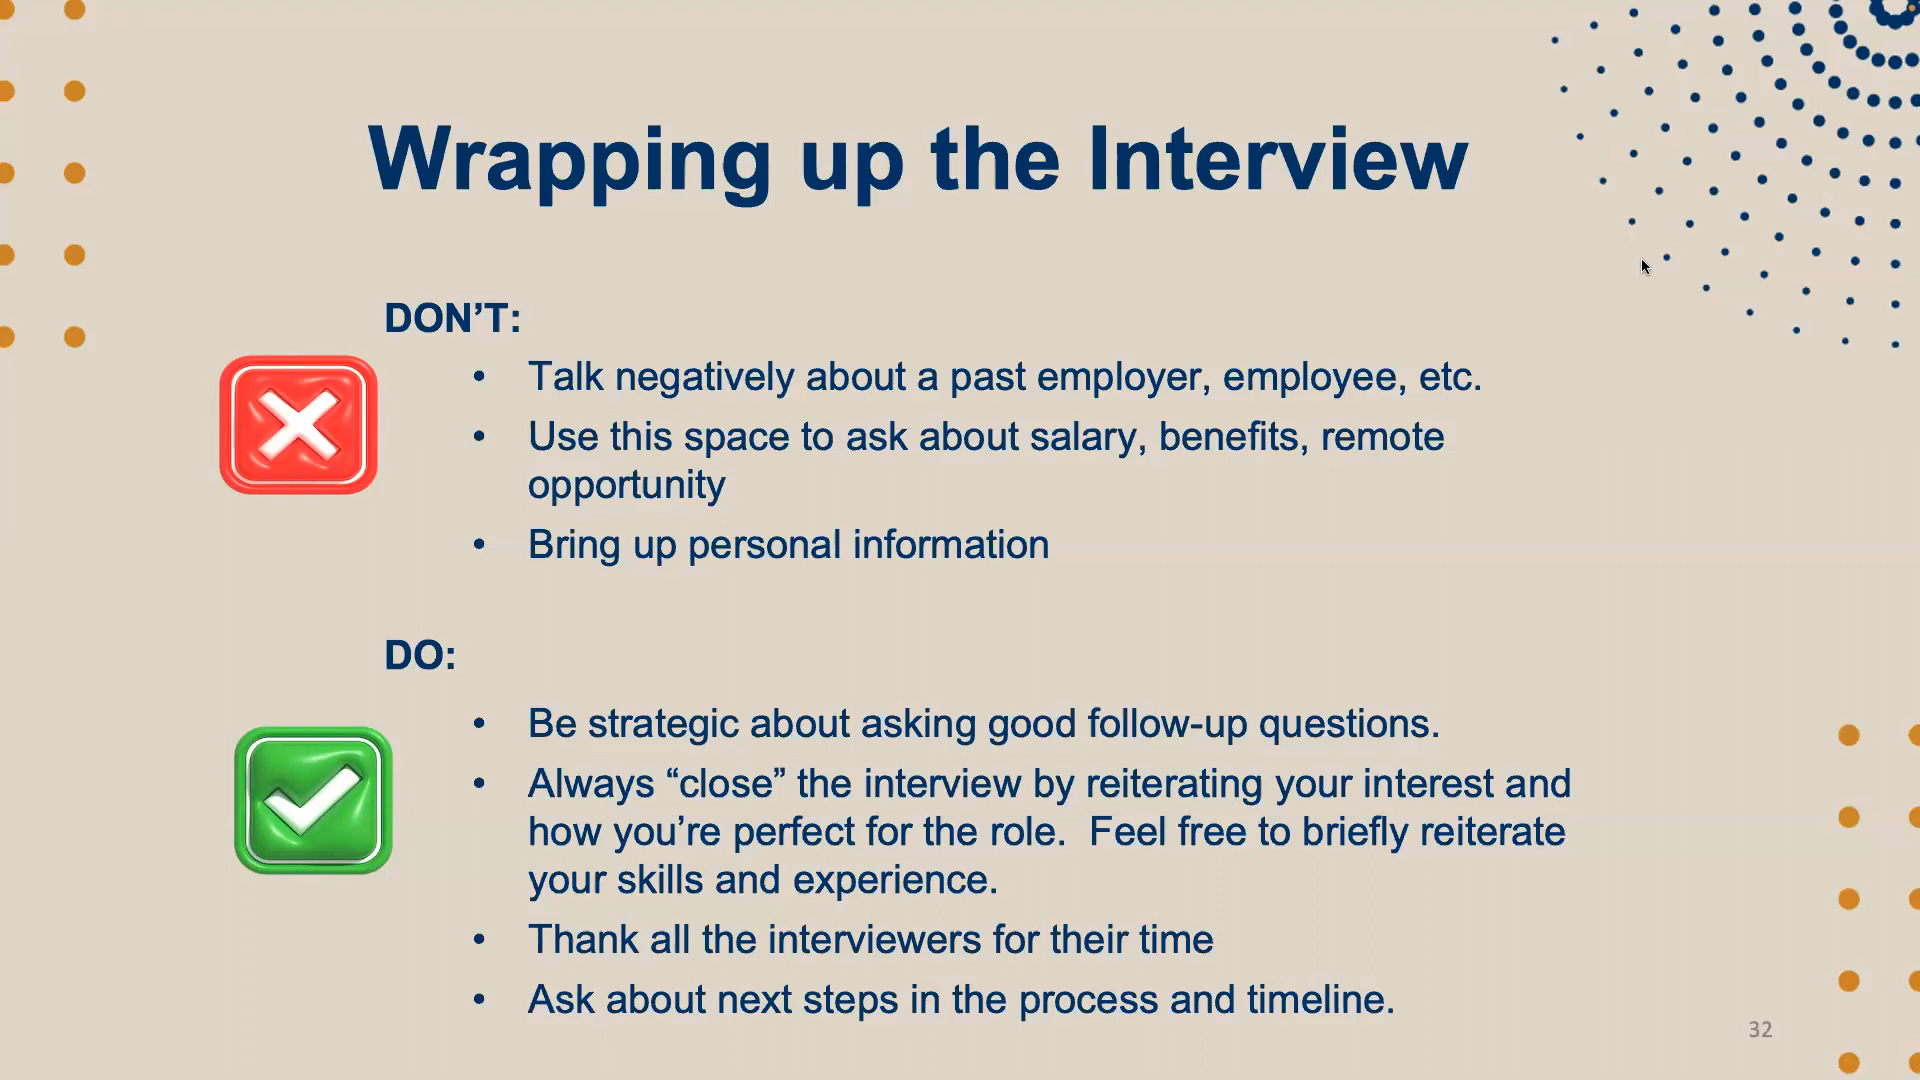 Wrapping up the Interview
DON’T:
• Talk negatively about a past employer, employee, etc.
• Use this space to ask about salary, benefits, remote
opportunity
• Bring up personal information
DO:
• Be strategic about asking good follow-up questions.
• Always “close” the interview by reiterating your interest and
how you’re perfect for the role.  Feel free to briefly reiterate
your skills and experience.
• Thank all the interviewers for their time
• Ask about next steps in the process and timeline.
32